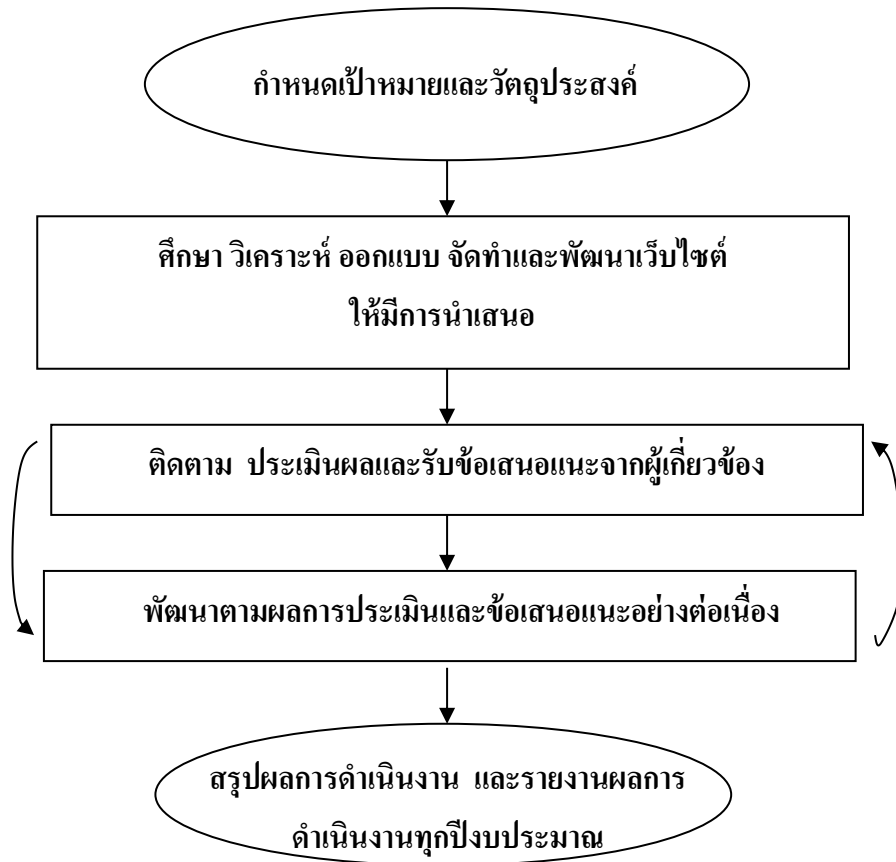 กำหนดเป้าหมายและวัตถุประสงค์
ศึกษา วิเคราะห์ ออกแบบ จัดทำและพัฒนาเว็บไซต์
ให้มีการนำเสนอ
ติดตาม ประเมินผลและรับข้อเสนอแนะจากผู้เกี่ยวข้อง
พัฒนาตามผลการประเมินและข้อเสนอแนะอย่างต่อเนื่อง
สรุปผลการดำเนินงาน และรายงานผลการ
ดำเนินงานทุกปีงบประมาณ